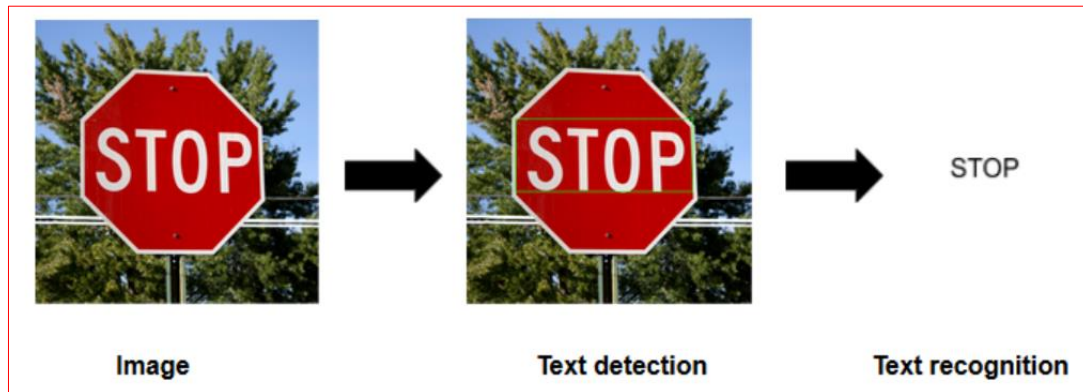 STOP
STOP
STOP
Image
Text detection
Text recognition